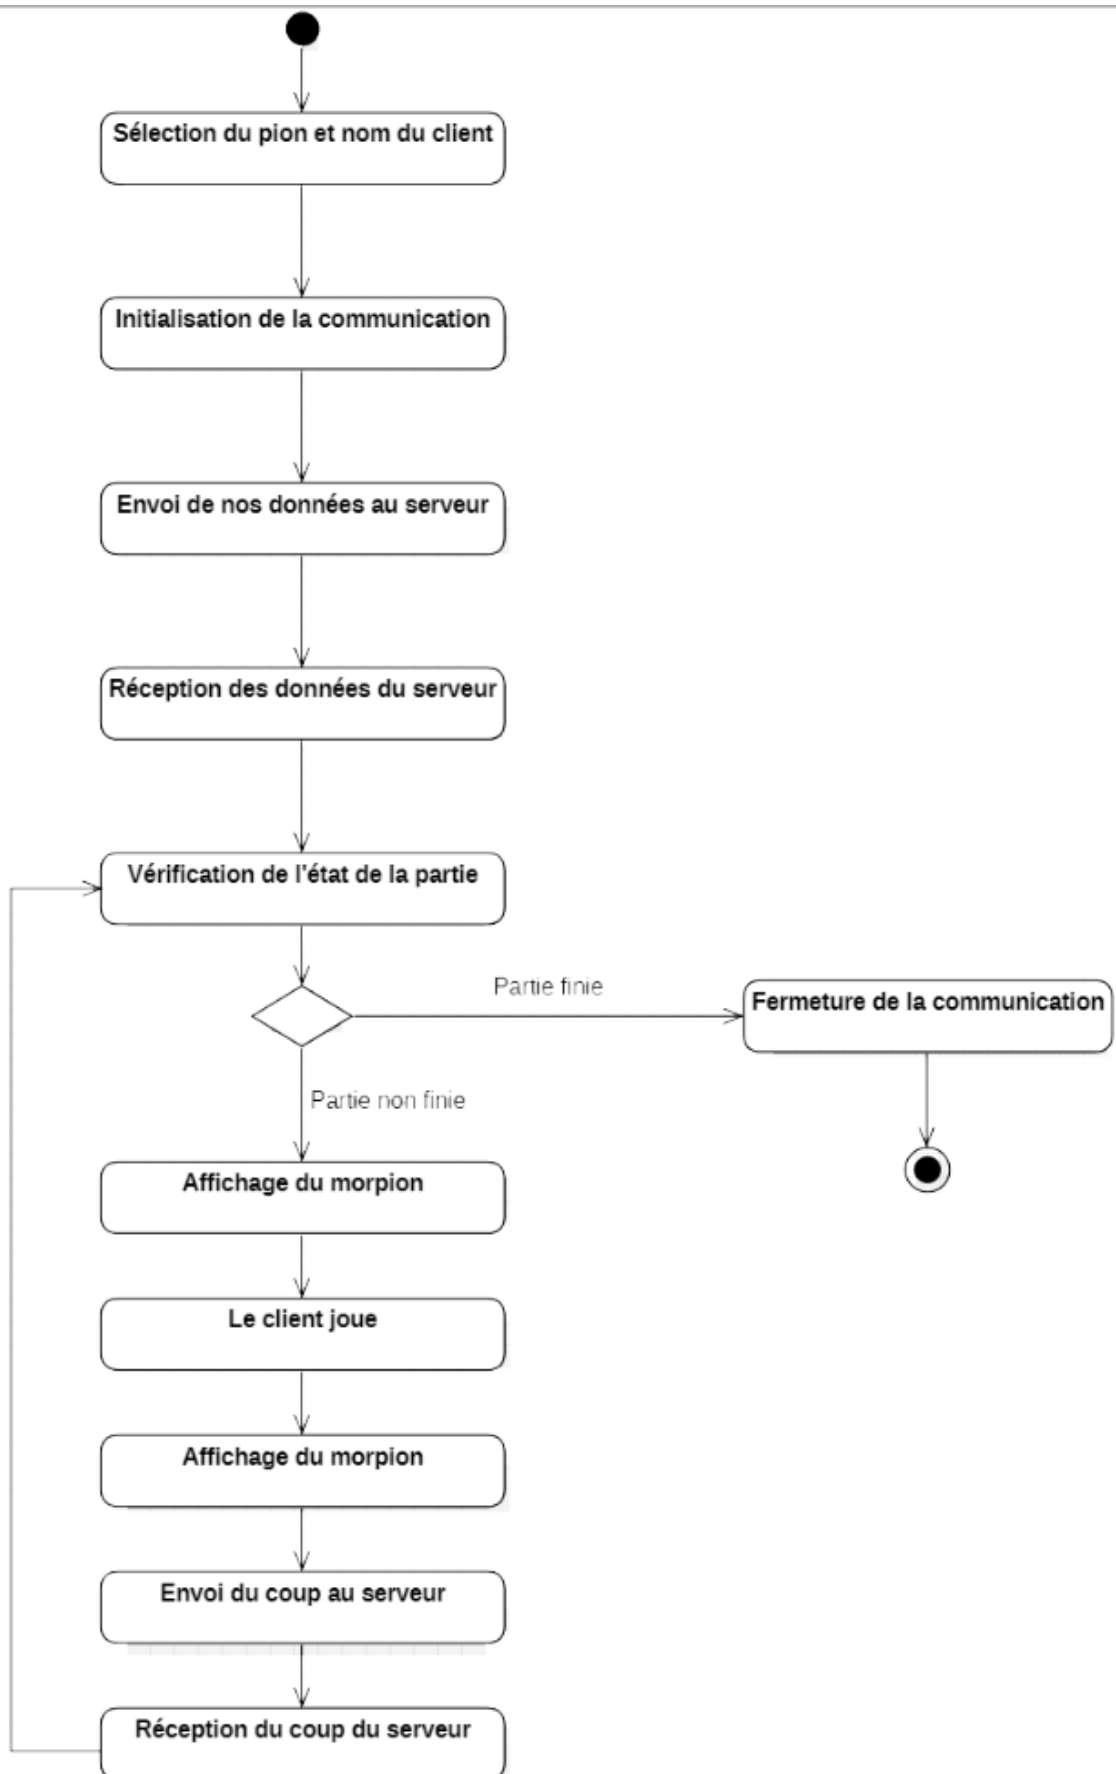 Sélection du pion et nom du client
Initialisation de la communication
Envoi de nos données au serveur
Réception des données du serveur
Vérification de l'état de la partie
Partie finie
Fermeture de la communication
Partie non finie
Affichage du morpion
Le client joue
Affichage du morpion
Envoi du coup au serveur
Réception du coup du serveur